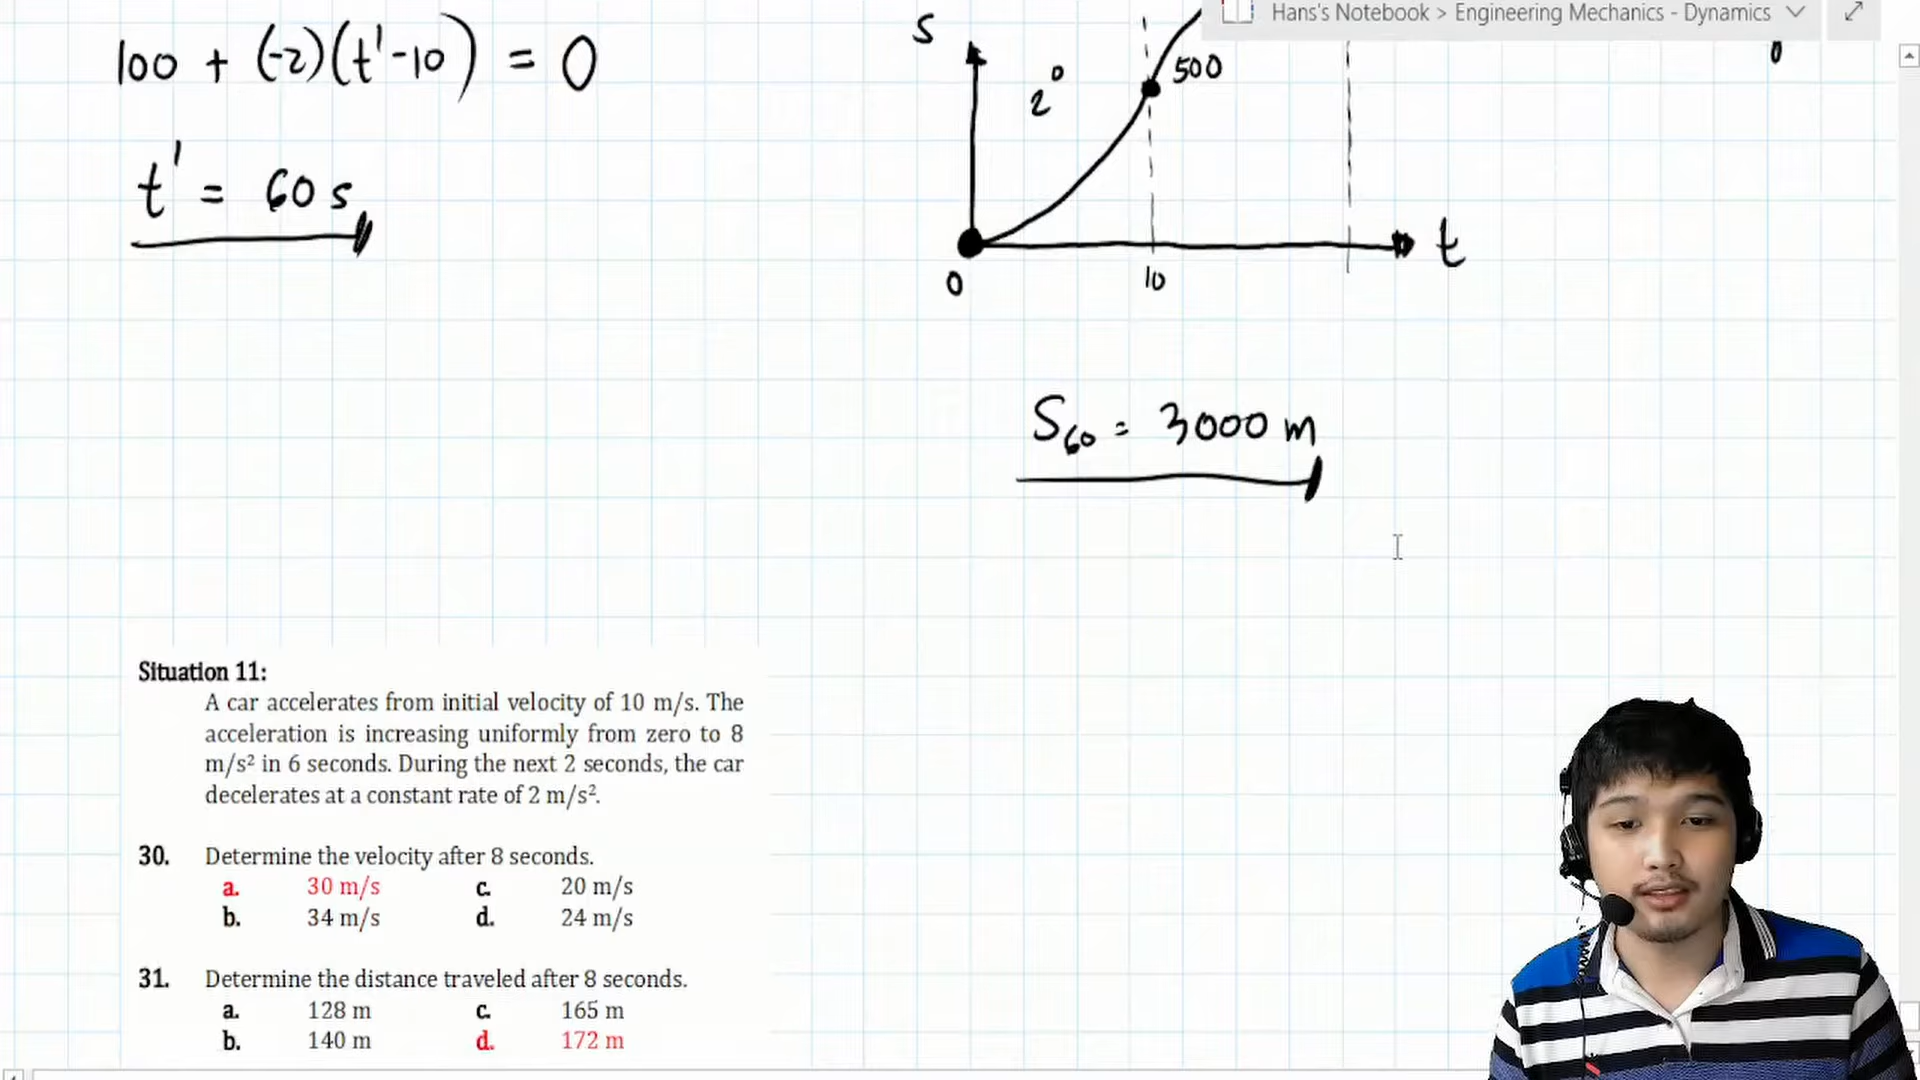 Hans's Notebook > Engineering Mechanics - Dynamics
100 + (-2)(t' - 10) = 0
t' = 60 s
s
2°
500
0
10
t
S60 = 3000 m
Situation 11:
A car accelerates from initial velocity of 10 m/s. The
acceleration is increasing uniformly from zero to 8
m/s² in 6 seconds. During the next 2 seconds, the car
decelerates at a constant rate of 2 m/s².
30. Determine the velocity after 8 seconds.
a. 30 m/s c. 20 m/s
b. 34 m/s d. 24 m/s
31. Determine the distance traveled after 8 seconds.
a. 128 m c. 165 m
b. 140 m d. 172 m